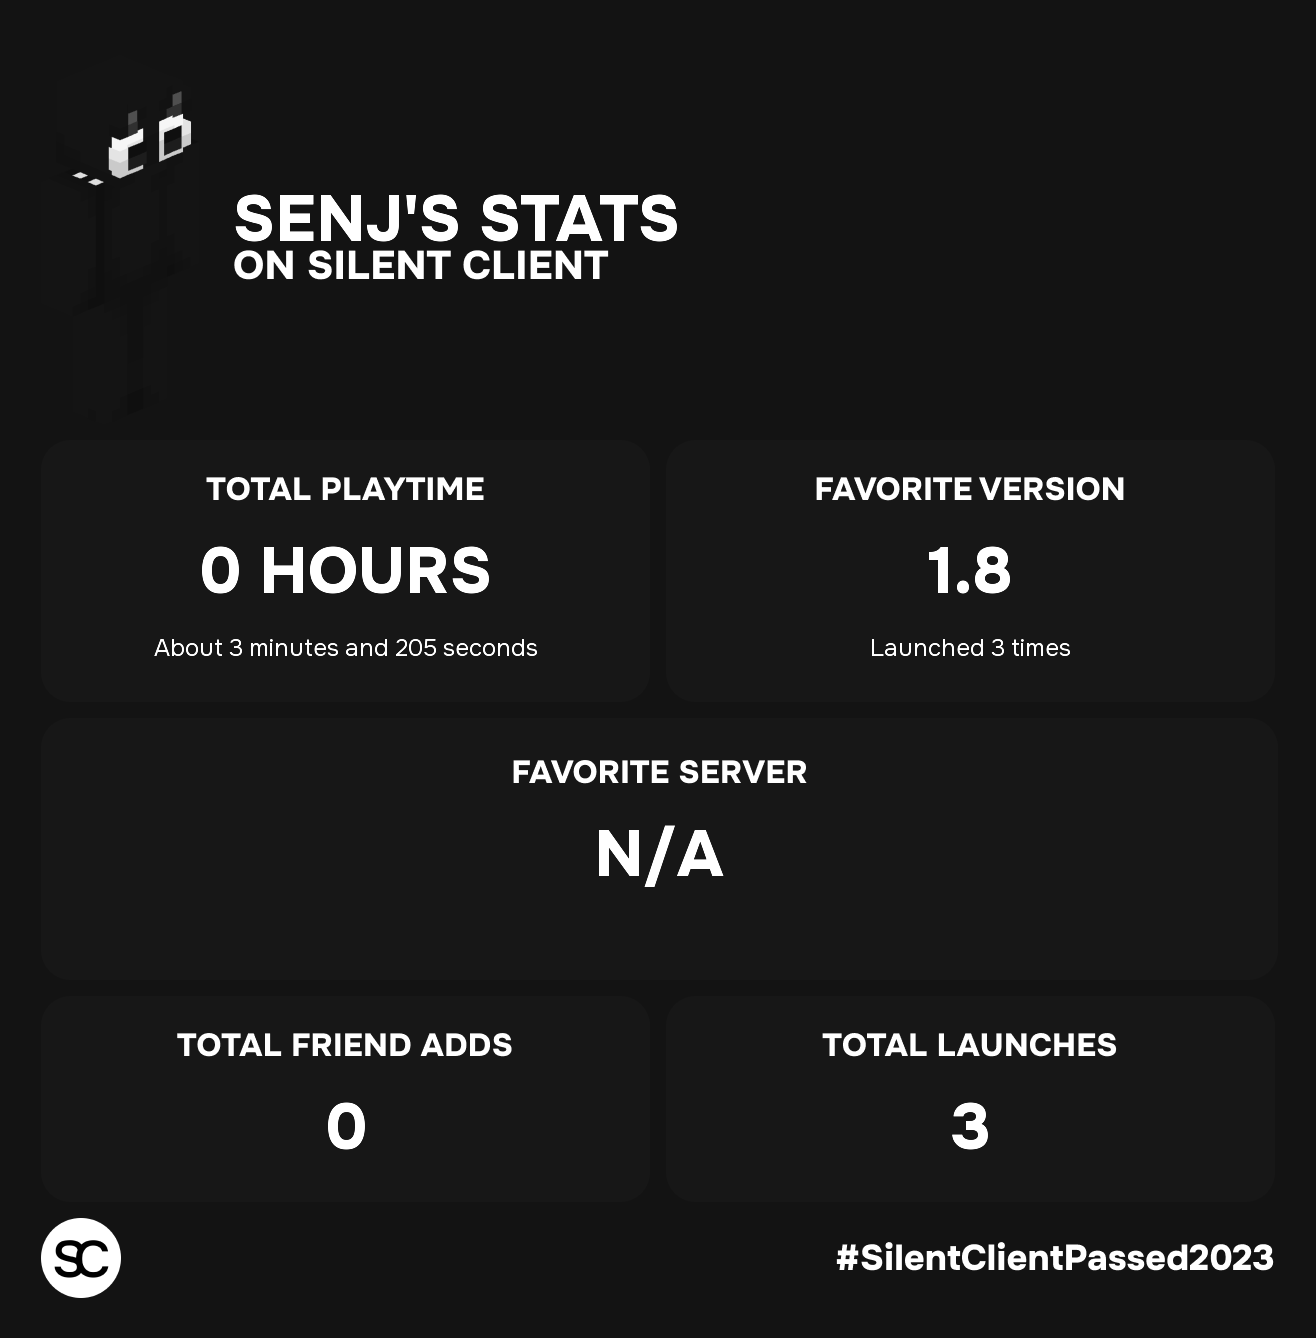 SENJ'S STATS
ON SILENT CLIENT
TOTAL PLAYTIME
0 HOURS
About 3 minutes and 205 seconds
FAVORITE VERSION
1.8
Launched 3 times
FAVORITE SERVER
N/A
TOTAL FRIEND ADDS
0
TOTAL LAUNCHES
3
SC
#SilentClientPassed2023